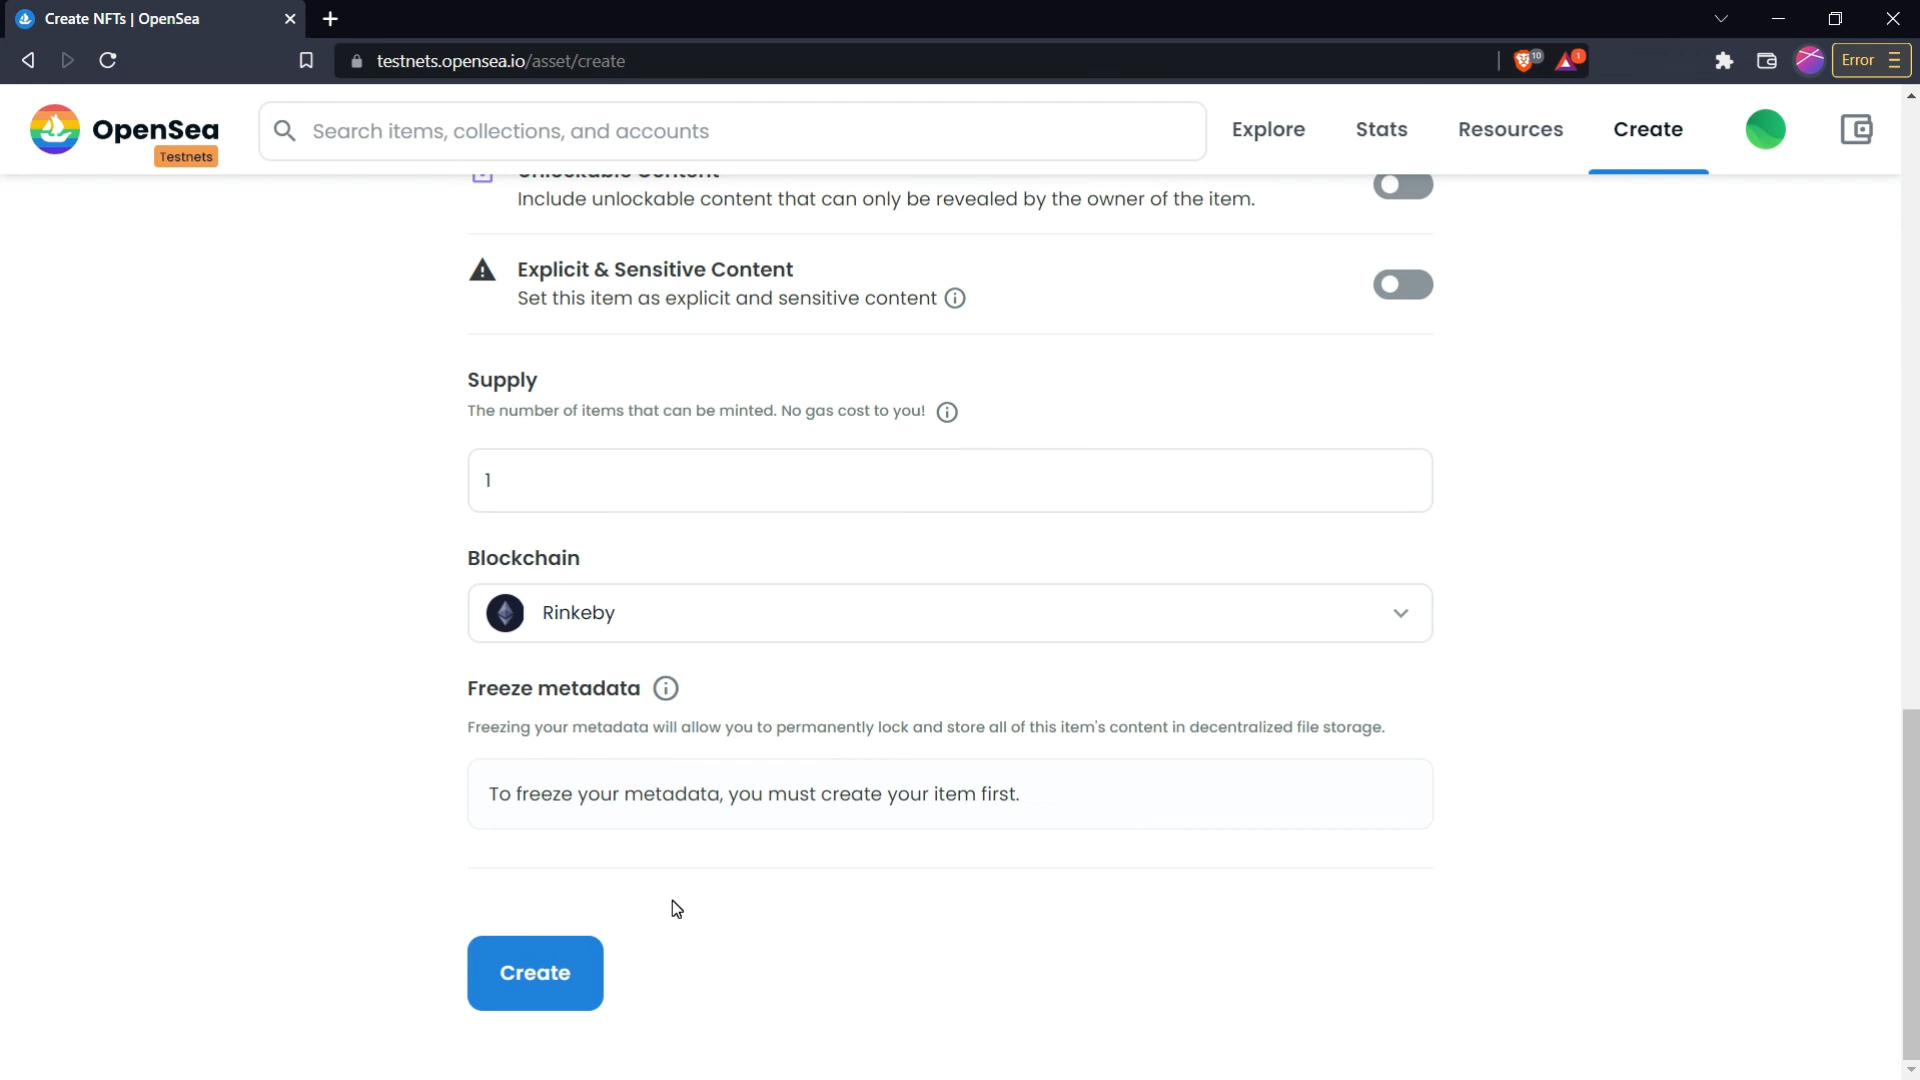 Create NFTs | OpenSea
testnets.opensea.io/asset/create
10
1
Error
OpenSea
Testnets
Search items, collections, and accounts
Explore
Stats
Resources
Create
Unlockable Content
Include unlockable content that can only be revealed by the owner of the item.
Explicit & Sensitive Content
Set this item as explicit and sensitive content
Supply
The number of items that can be minted. No gas cost to you!
1
Blockchain
Rinkeby
Freeze metadata
Freezing your metadata will allow you to permanently lock and store all of this item's content in decentralized file storage.
To freeze your metadata, you must create your item first.
Create